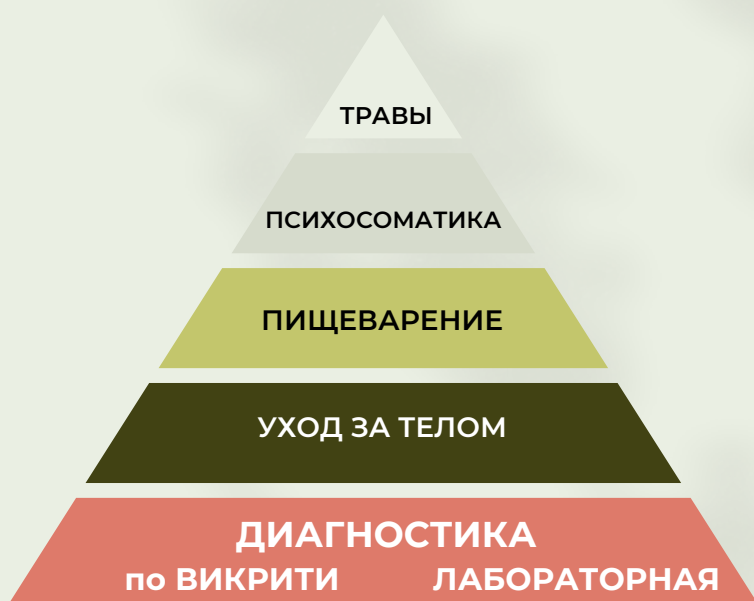 ТРАВЫ
ПСИХОСОМАТИКА
ПИЩЕВАРЕНИЕ
УХОД ЗА ТЕЛОМ
ДИАГНОСТИКА
по ВИКРИТИ ЛАБОРАТОРНАЯ